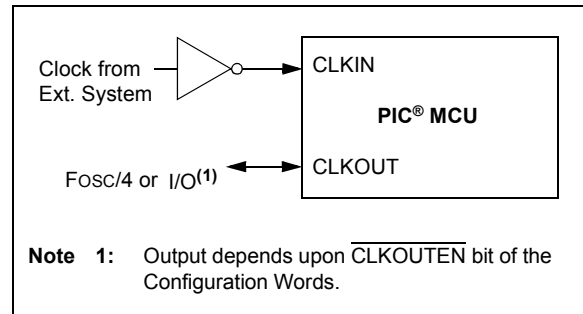 Clock from
Ext. System
CLKIN
PIC® MCU
FOSC/4 or I/O(1)
CLKOUT
Note 1: Output depends upon CLKOUTEN bit of the
Configuration Words.